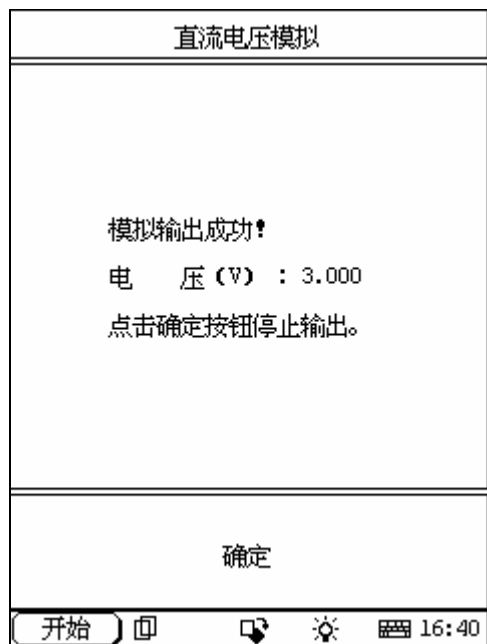 直流电压模拟
模拟输出成功!
电 压(V) : 3.000
点击确定按钮停止输出。
确定
开始 16:40